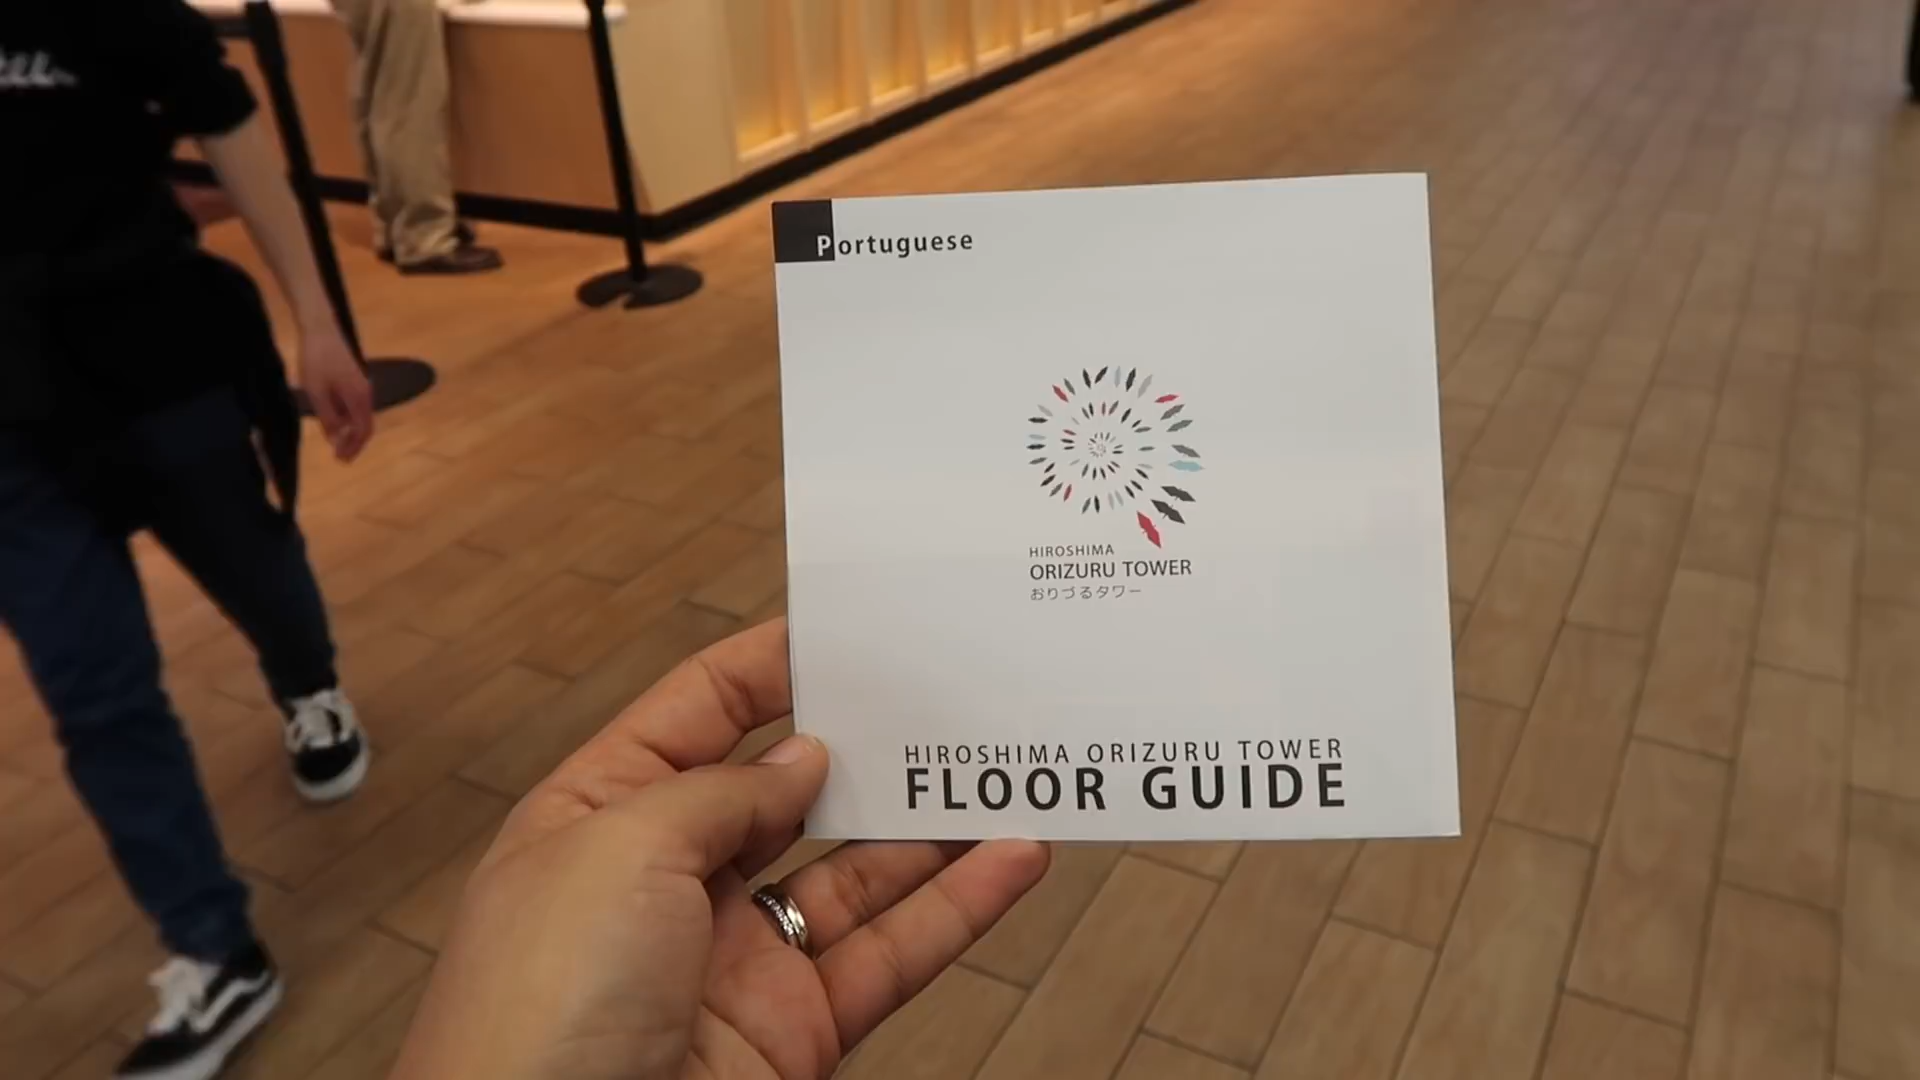 Portuguese
HIROSHIMA
ORIZURU TOWER
おりづるタワー
HIROSHIMA ORIZURU TOWER
FLOOR GUIDE